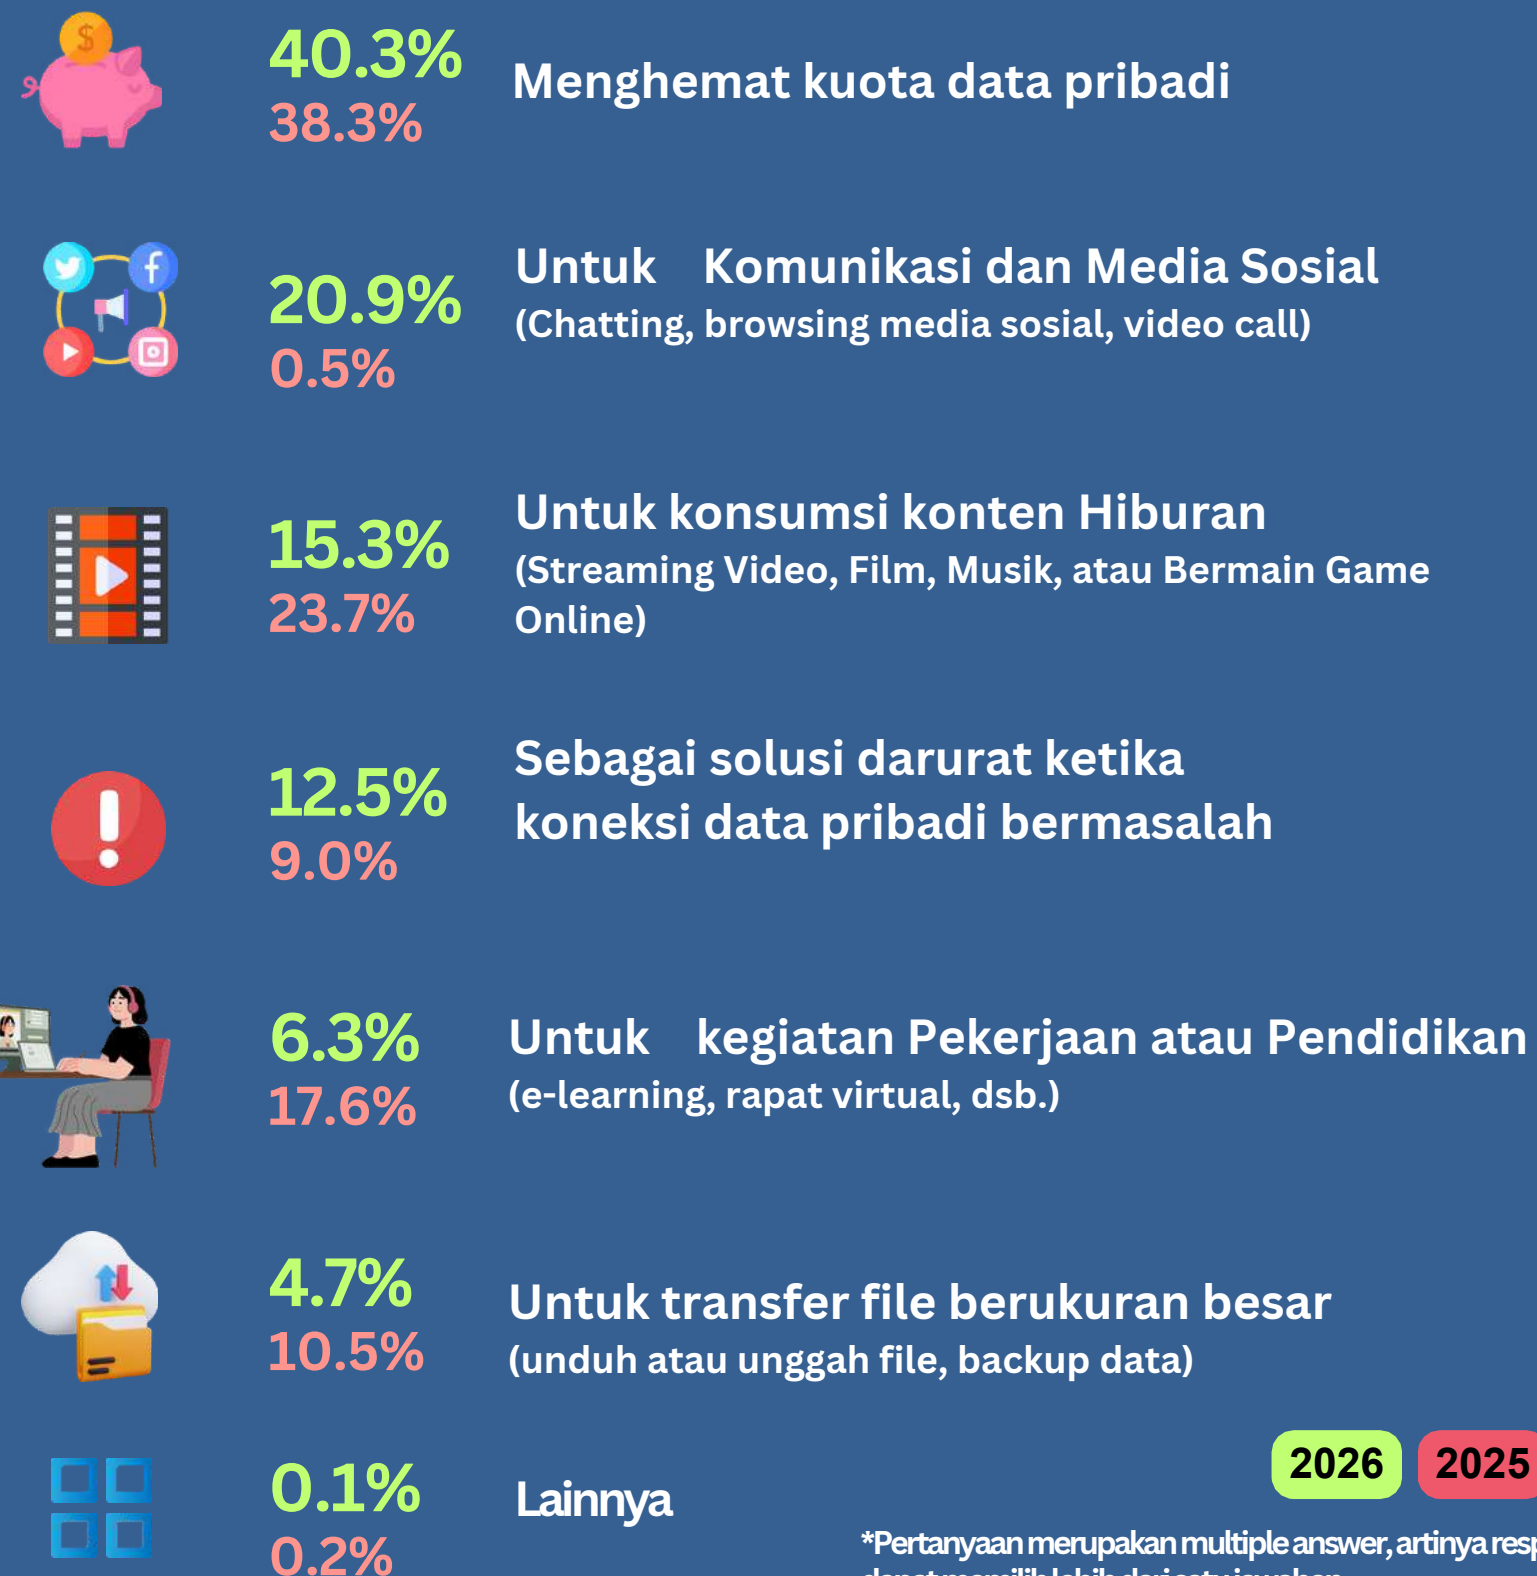 40.3%
38.3%
Menghemat kuota data pribadi
20.9%
0.5%
Untuk Komunikasi dan Media Sosial
(Chatting, browsing media sosial, video call)
15.3%
23.7%
Untuk konsumsi konten Hiburan
(Streaming Video, Film, Musik, atau Bermain Game
Online)
12.5%
9.0%
Sebagai solusi darurat ketika
koneksi data pribadi bermasalah
6.3%
17.6%
Untuk kegiatan Pekerjaan atau Pendidikan
(e-learning, rapat virtual, dsb.)
4.7%
10.5%
Untuk transfer file berukuran besar
(unduh atau unggah file, backup data)
0.1%
0.2%
Lainnya
2026 2025
*Pertanyaan merupakan multiple answer, artinya